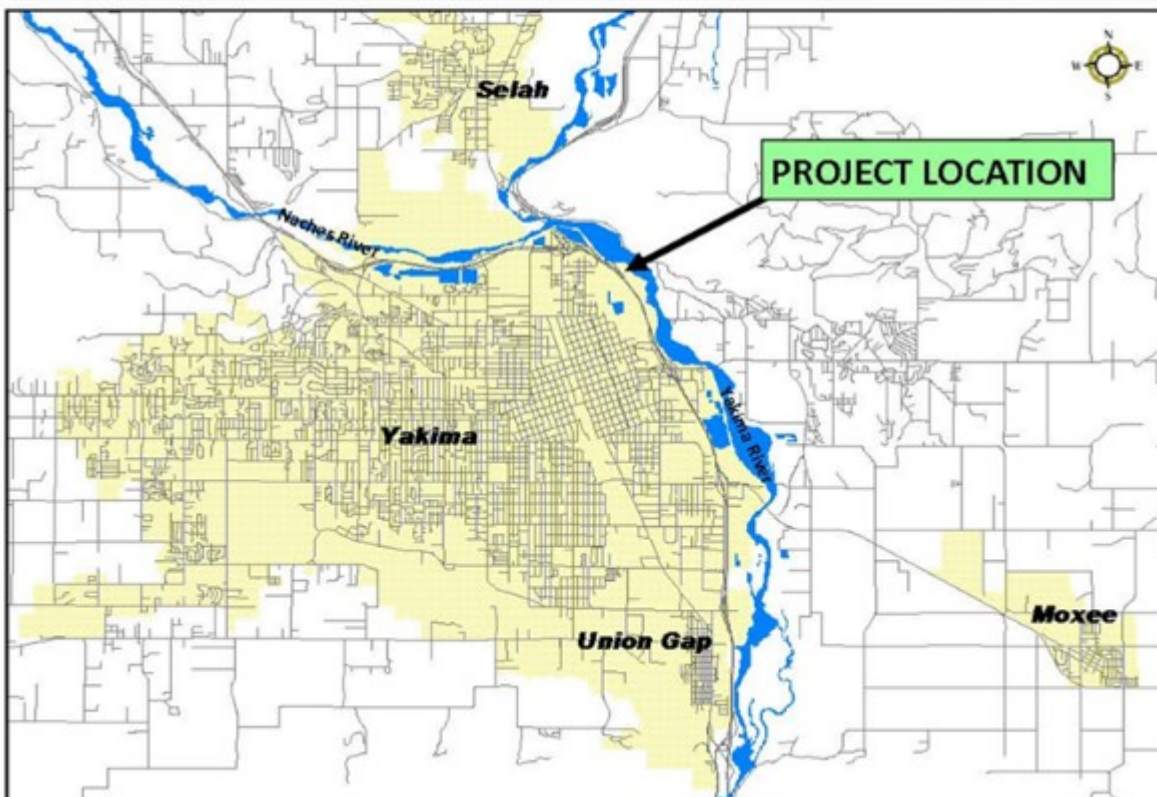 N
Selah
W E
S
PROJECT LOCATION
Naches River
Yakima River
Yakima
Moxee
Union Gap